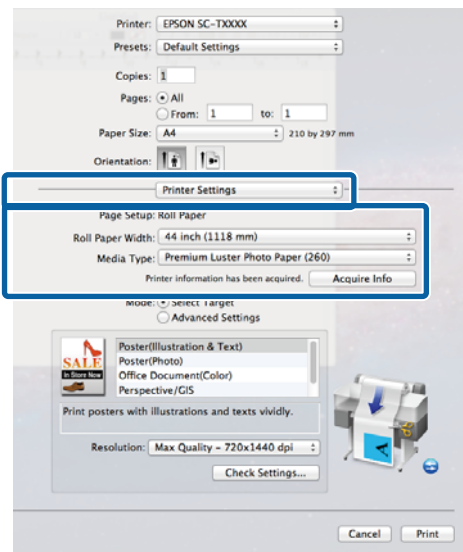 Printer: EPSON SC-TXXXX
Presets: Default Settings
Copies: 1
Pages: All
From: 1 to: 1
Paper Size: A4 210 by 297 mm
Orientation:
Printer Settings
Page Setup: Roll Paper
Roll Paper Width: 44 inch (1118 mm)
Media Type: Premium Luster Photo Paper (260)
Printer information has been acquired. Acquire Info
Mode: Select Target
Advanced Settings
SALE
In Store Now
Poster(Illustration & Text)
Poster(Photo)
Office Document(Color)
Perspective/GIS
Print posters with illustrations and texts vividly.
Resolution: Max Quality - 720x1440 dpi
Check Settings...
A
Cancel Print